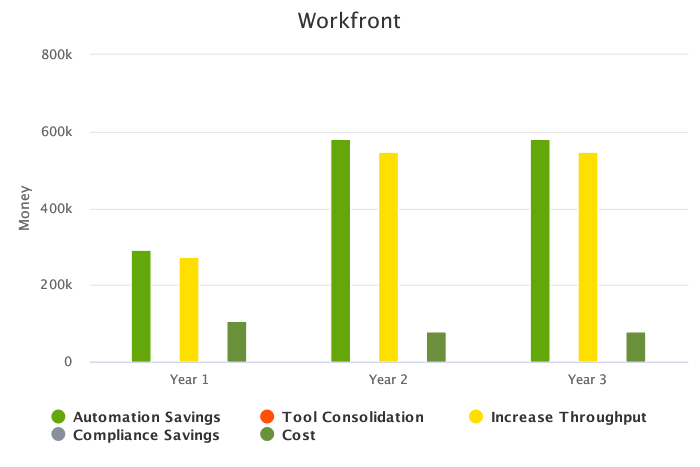 Workfront
800k
600k
400k
200k
0
Money
Year 1 Year 2 Year 3
Automation Savings Tool Consolidation Increase Throughput
Compliance Savings Cost